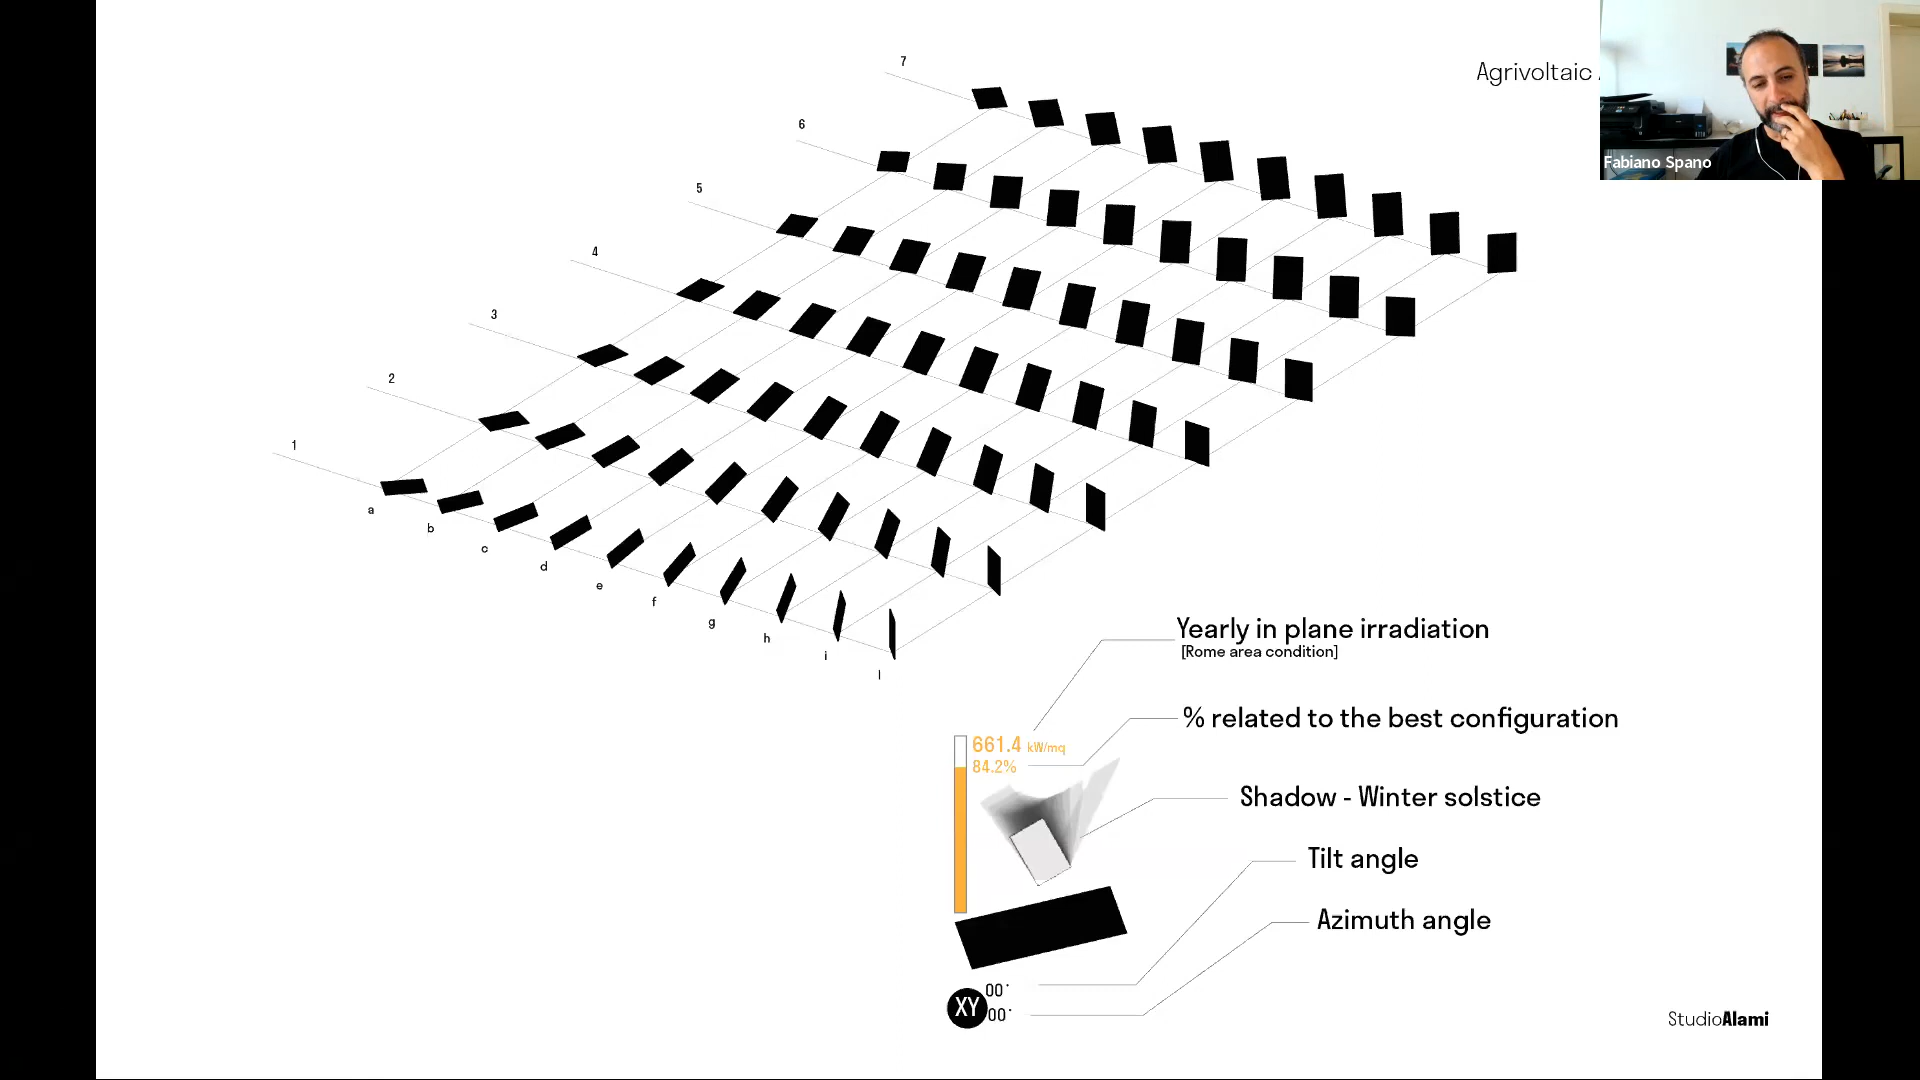 7
Agrivoltaic
6
Fabiano Spano
5
4
3
2
1
a
b
c
d
e
f
g
h
i
l
Yearly in plane irradiation
[Rome area condition]
% related to the best configuration
661.4 kW/mq
84.2%
Shadow - Winter solstice
Tilt angle
Azimuth angle
00°
XY
00°
StudioAlami